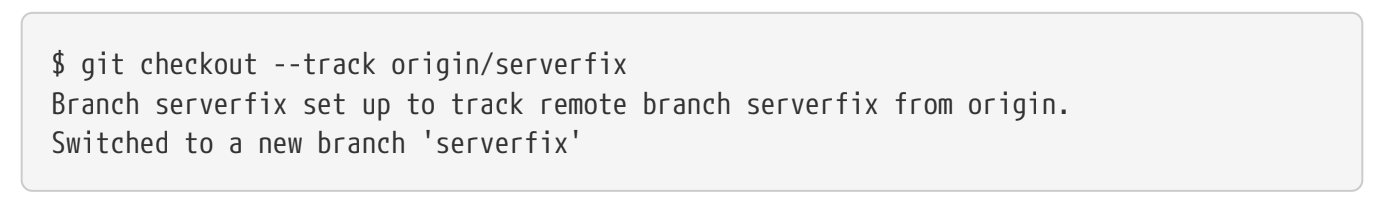 $ git checkout --track origin/serverfix
Branch serverfix set up to track remote branch serverfix from origin.
Switched to a new branch 'serverfix'